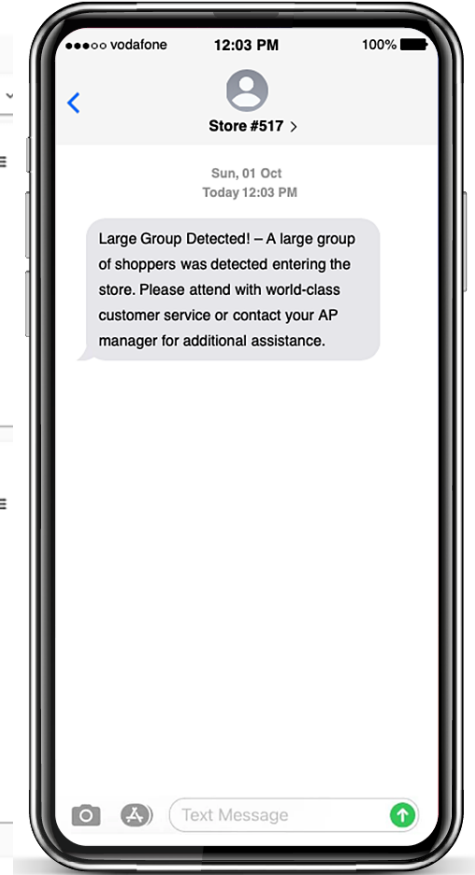 vodafone 12:03 PM 100%
Store #517 >
Sun, 01 Oct
Today 12:03 PM
Large Group Detected! – A large group
of shoppers was detected entering the
store. Please attend with world-class
customer service or contact your AP
manager for additional assistance.
Text Message